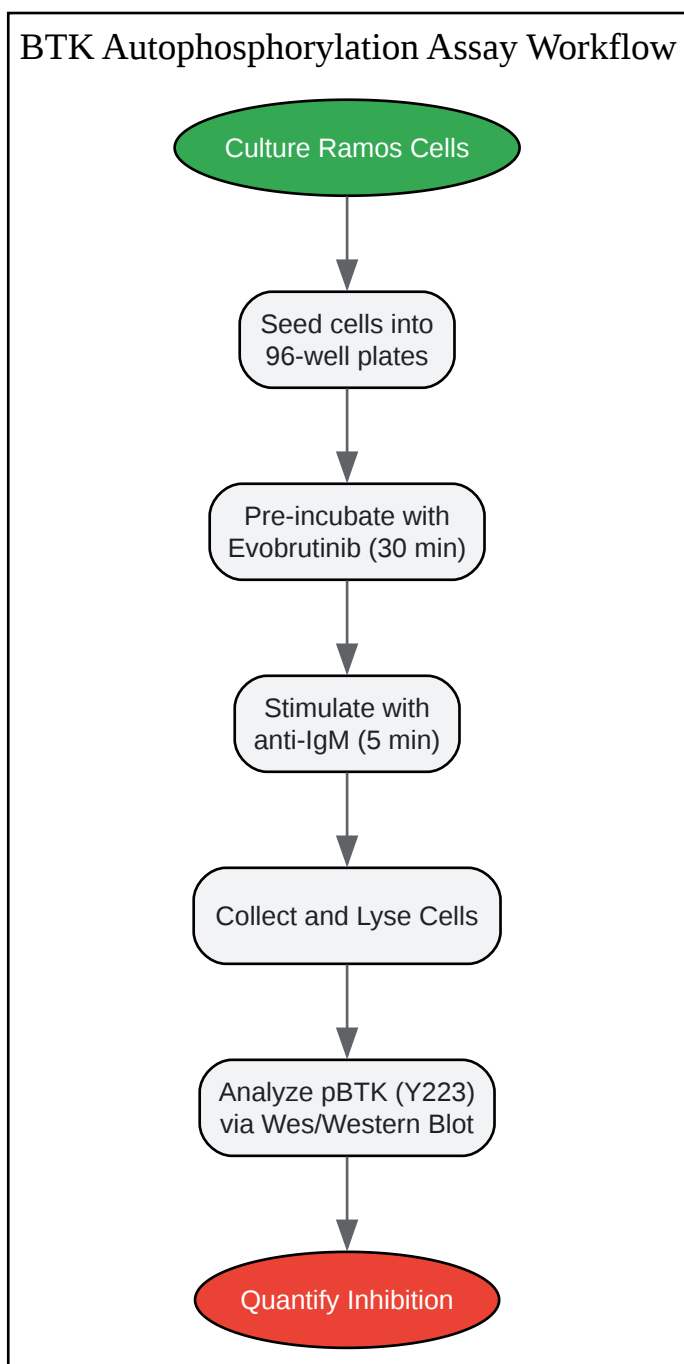 BTK Autophosphorylation Assay Workflow
Culture Ramos Cells
Seed cells into
96-well plates
Pre-incubate with
Evobrutinib (30 min)
Stimulate with
anti-IgM (5 min)
Collect and Lyse Cells
Analyze pBTK (Y223)
via Wes/Western Blot
Quantify Inhibition